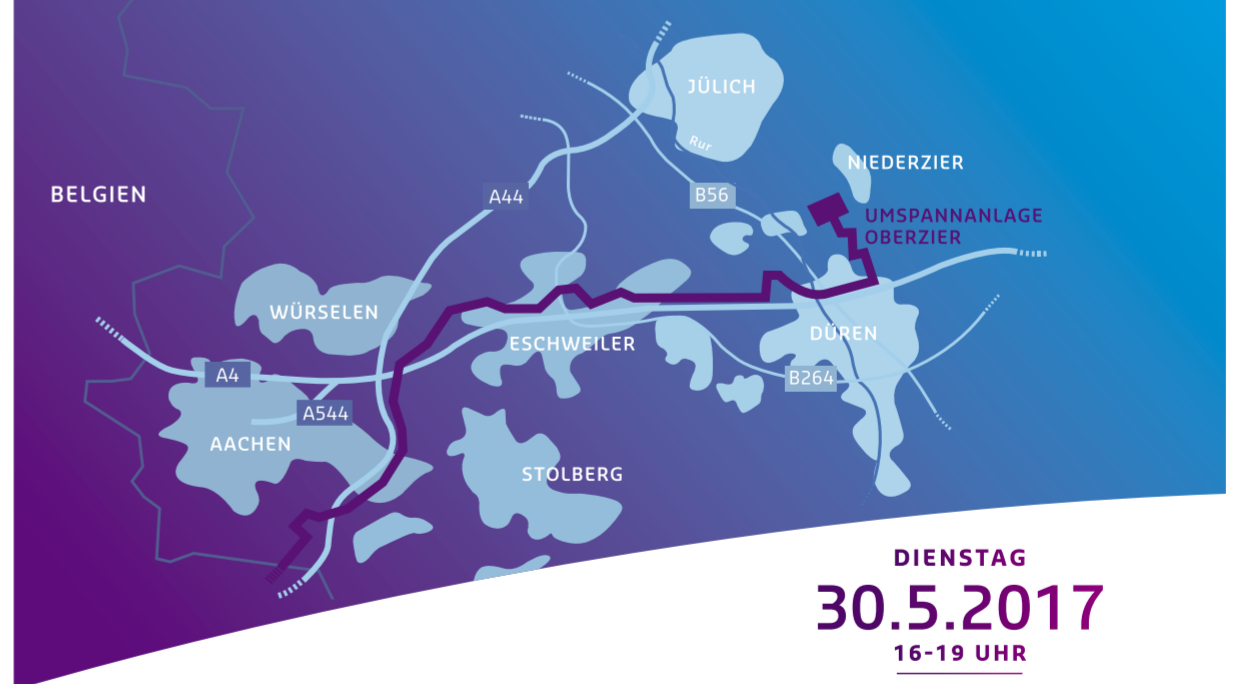 JÜLICH
Rur
NIEDERZIER
BELGIEN
A44
B56
UMSPANNANLAGE
OBERZIER
WÜRSELEN
ESCHWEILER
DÜREN
A4
B264
A544
AACHEN
STOLBERG
DIENSTAG
30.5.2017
16-19 UHR